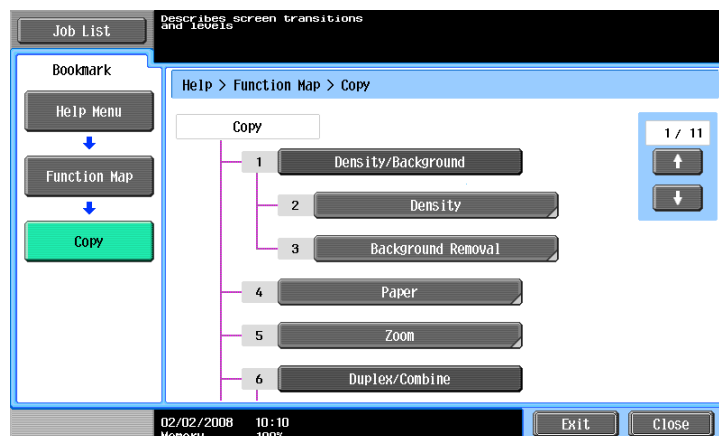 Job List
Describes screen transitions
and levels
Bookmark
Help Menu
Function Map
Copy
Help > Function Map > Copy
Copy
1 Density/Background
2 Density
3 Background Removal
4 Paper
5 Zoom
6 Duplex/Combine
1/ 11
02/02/2008 10:10
Memory 100%
Exit
Close